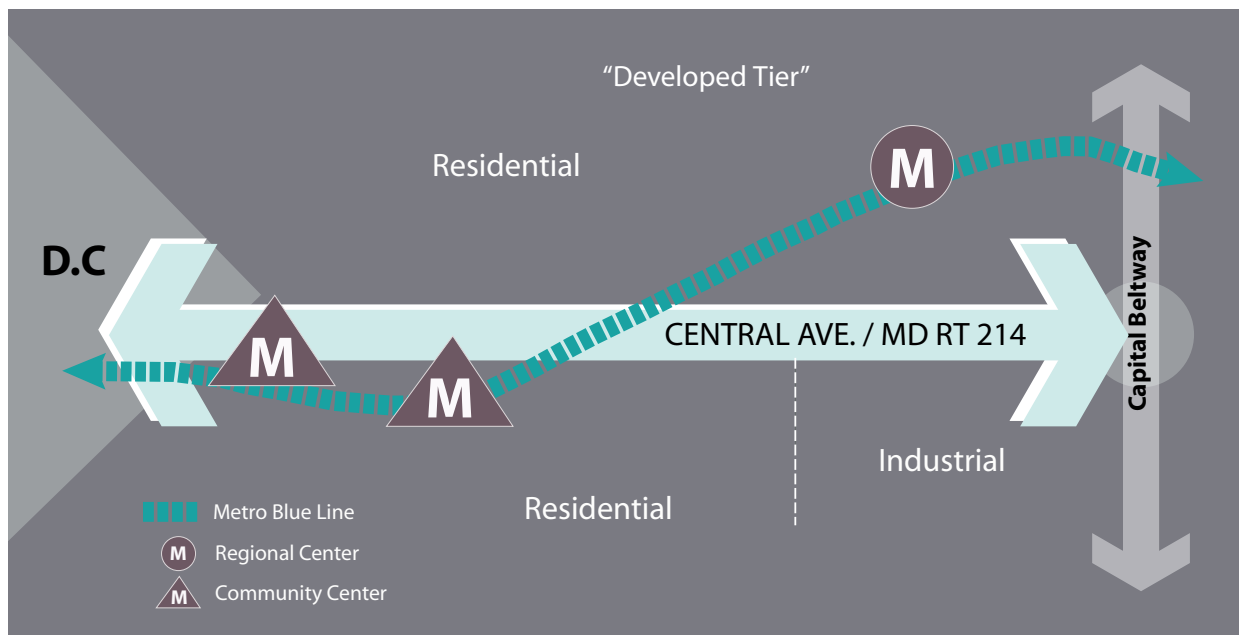 “Developed Tier”
Residential
M
D.C
M
M
CENTRAL AVE. / MD RT 214
Capital Beltway
Industrial
Residential
Metro Blue Line
M Regional Center
M Community Center